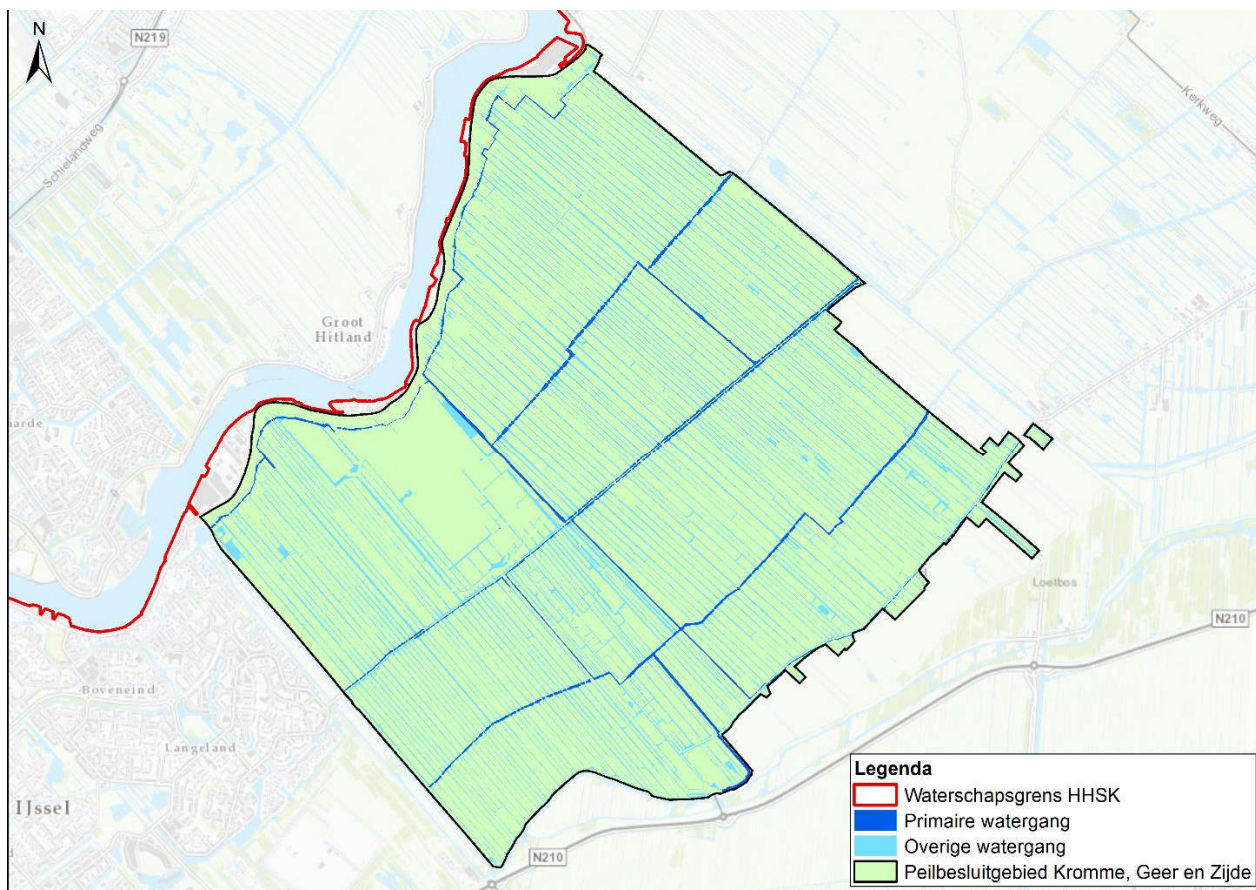 N
N219
Schielandweg
Kerkweg
Groot
Hitland
aarde
Loetbos
N210
Boveneind
Langeland
IJssel
N210
Legenda
Waterschapsgrens HHSK
Primaire watergang
Overige watergang
Peilbesluitgebied Kromme, Geer en Zijde